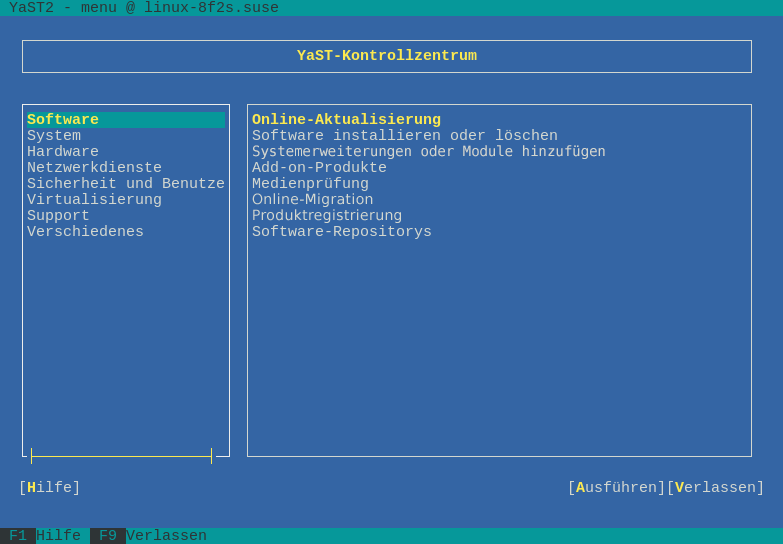 YaST2 - menu @ linux-8f2s.suse
YaST-Kontrollzentrum
Software
System
Hardware
Netzwerkdienste
Sicherheit und Benutze
Virtualisierung
Support
Verschiedenes
Online-Aktualisierung
Software installieren oder löschen
Systemerweiterungen oder Module hinzufügen
Add-on-Produkte
Medienprüfung
Online-Migration
Produktregistrierung
Software-Repositorys
[Hilfe] [Ausführen][Verlassen]
F1 Hilfe F9 Verlassen